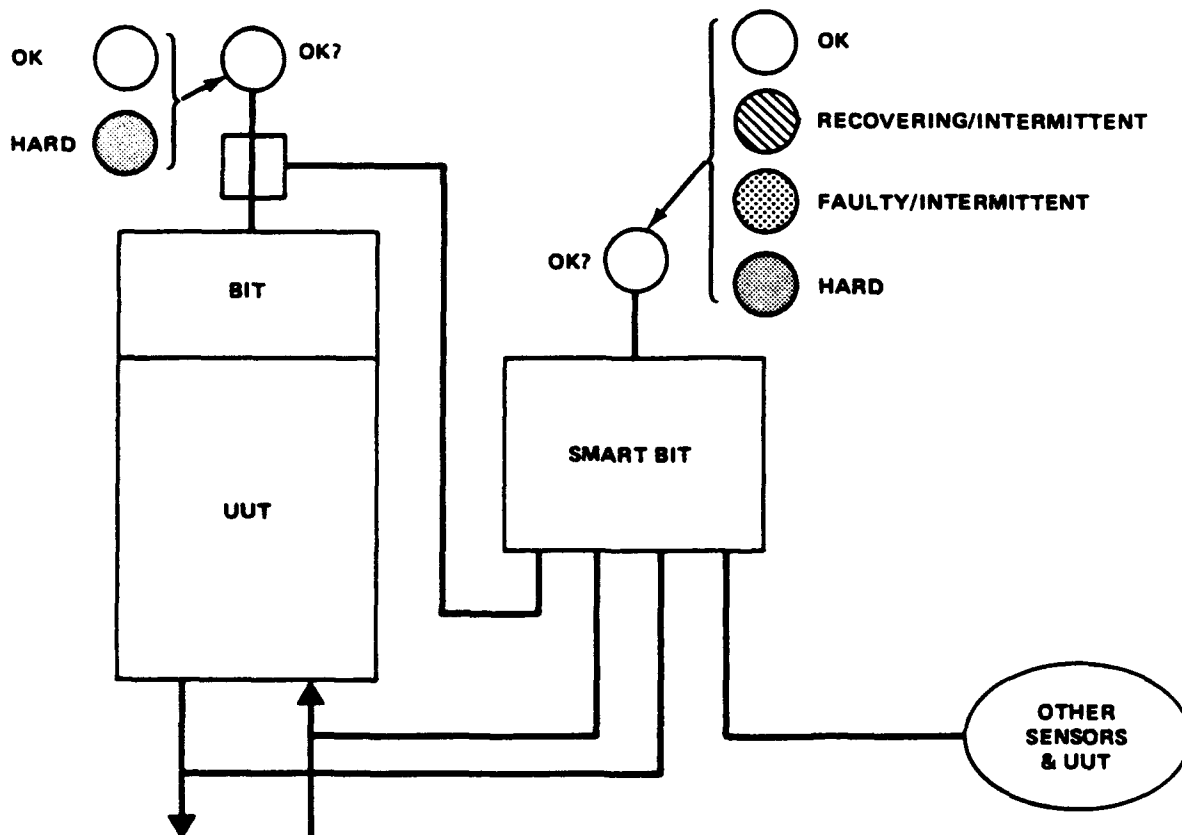 OK
OK?
HARD
BIT
UUT
OK
RECOVERING/INTERMITTENT
FAULTY/INTERMITTENT
HARD
OK?
SMART BIT
OTHER
SENSORS
& UUT